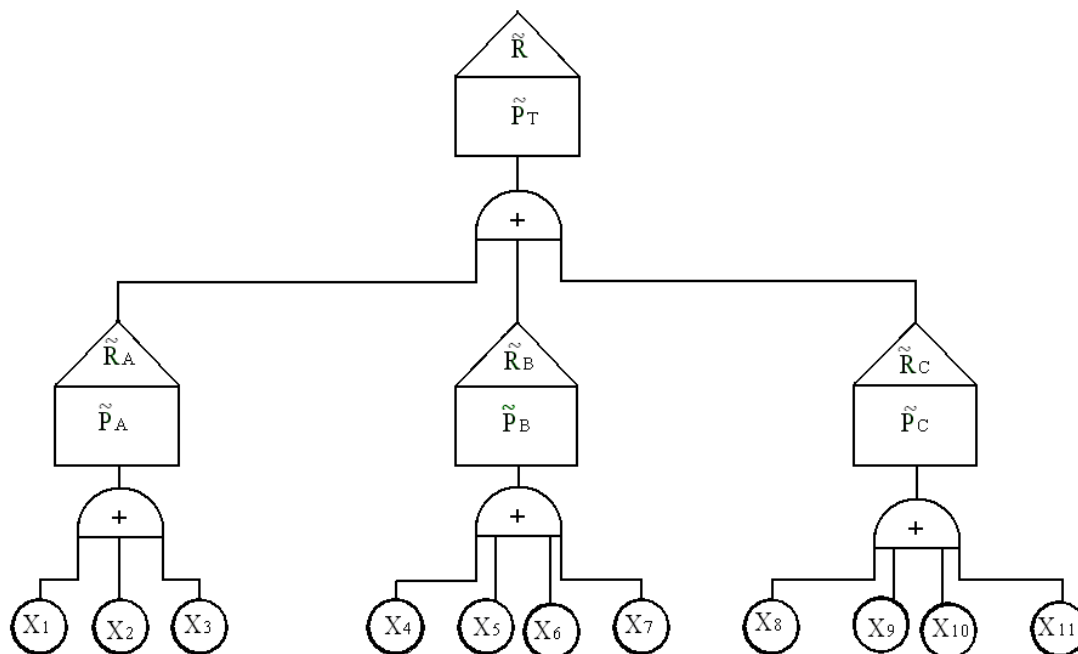 R̃
P̃T
+
R̃A R̃B R̃C
P̃A P̃B P̃C
+ + +
X1 X2 X3 X4 X5 X6 X7 X8 X9 X10 X11